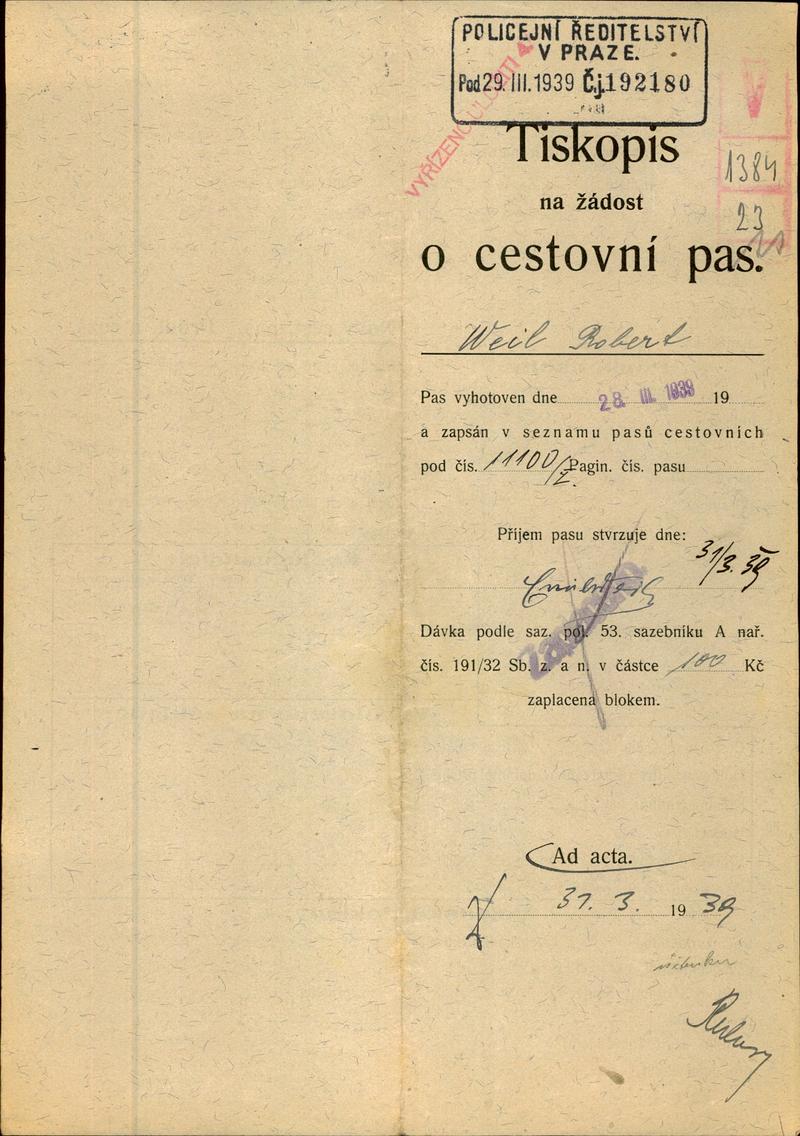 POLICEJNÍ ŘEDITELSTVÍ
V PRAZE.
Pod 29. III. 1939 Č.j. 192180
VYŘÍZENO
1384
23
Tiskopis
na žádost
o cestovní pas.
Weil Robert
Pas vyhotoven dne 28. III. 1939 19
a zapsán v seznamu pasů cestovních
pod čís. 11100/Z. Pagin. čís. pasu
Příjem pasu stvrzuje dne:
31/3. 39
Dávka podle saz. pol. 53. sazebníku A nař.
čís. 191/32 Sb. z. a n. v částce 100 Kč
zaplacena blokem.
Ad acta.
31. 3. 1939